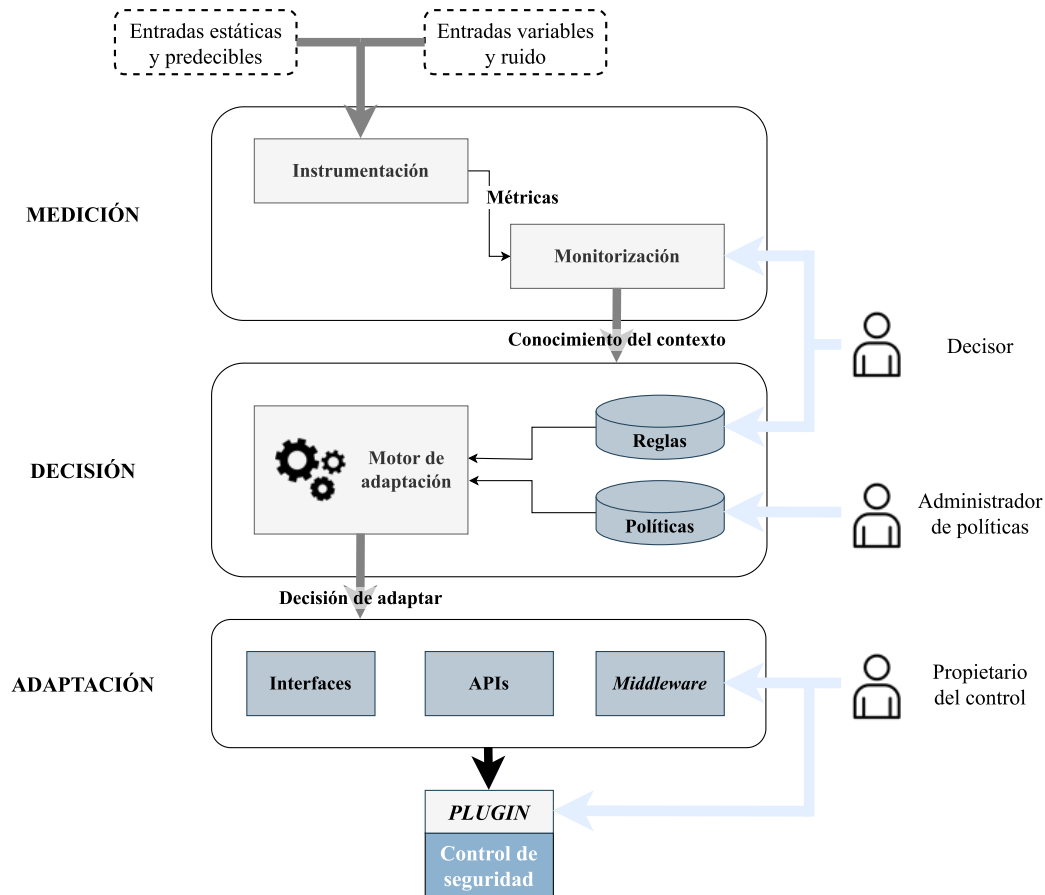 Entradas estáticas
y predecibles
Entradas variables
y ruido
MEDICIÓN
Instrumentación
Métricas
Monitorización
Conocimiento del contexto
Decisor
DECISIÓN
Motor de
adaptación
Reglas
Políticas
Administrador
de políticas
Decisión de adaptar
ADAPTACIÓN
Interfaces
APIs
Middleware
Propietario
del control
PLUGIN
Control de
seguridad